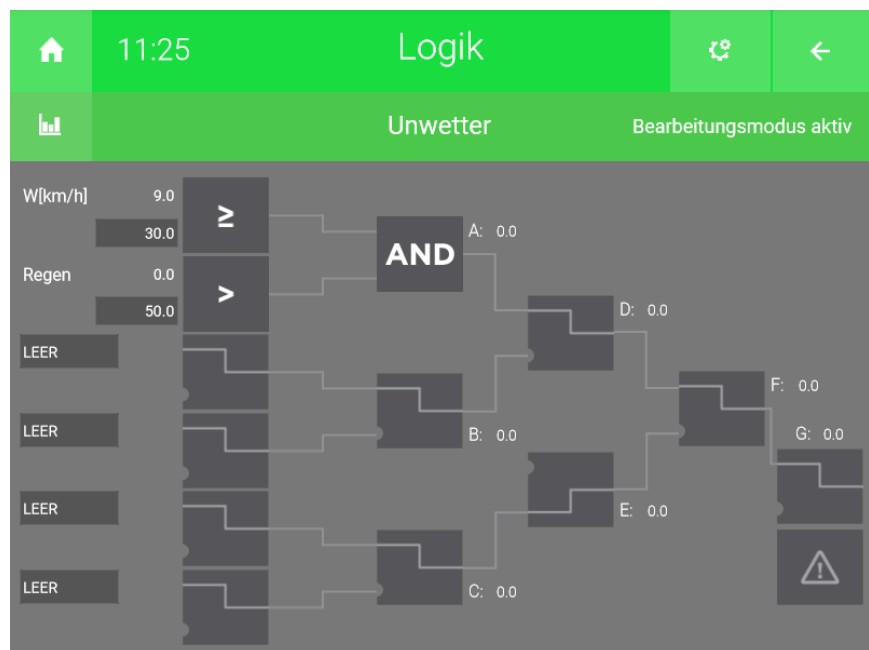 11:25 Logik
Unwetter Bearbeitungsmodus aktiv
W[km/h] 9.0
30.0
≥
Regen 0.0
50.0
>
AND
A: 0.0
D: 0.0
LEER
F: 0.0
LEER
B: 0.0
G: 0.0
LEER
E: 0.0
LEER
C: 0.0